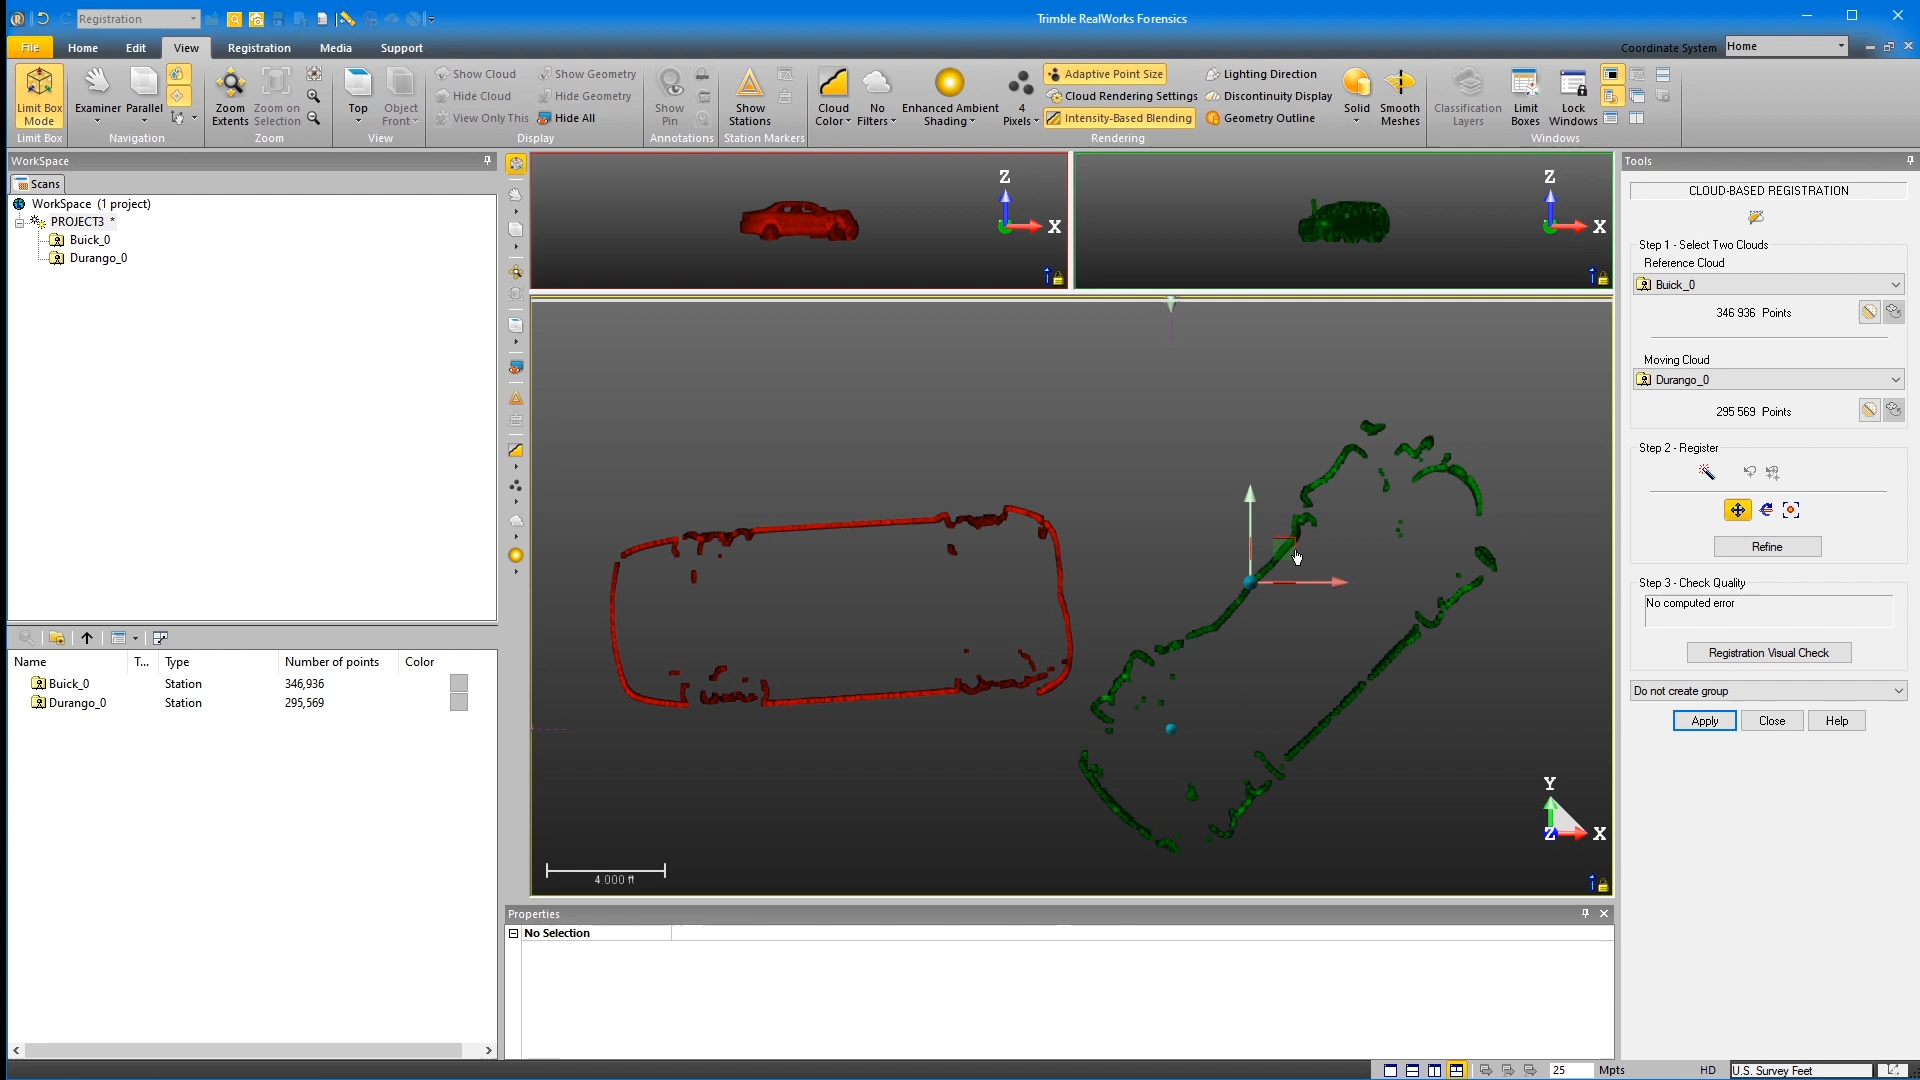 Registration
Trimble RealWorks Forensics
File
Home
Edit
View
Registration
Media
Support
Coordinate System
Home
Limit Box Mode
Limit Box
Examiner
Parallel
Navigation
Zoom Extents
Zoom on Selection
Zoom
Top
Object Front
View
Show Cloud
Hide Cloud
View Only This
Show Geometry
Hide Geometry
Hide All
Display
Show Pin
Annotations
Show Stations
Station Markers
Cloud Color
No Filters
Enhanced Ambient Shading
4 Pixels
Adaptive Point Size
Cloud Rendering Settings
Intensity-Based Blending
Lighting Direction
Discontinuity Display
Geometry Outline
Rendering
Solid
Smooth Meshes
Classification Layers
Limit Boxes
Lock Windows
Windows
WorkSpace
Scans
WorkSpace (1 project)
PROJECT3 *
Buick_0
Durango_0
Name
T...
Type
Number of points
Color
Buick_0 Station 346,936
Durango_0 Station 295,569
Z
X
Z
X
4.000 ft
Y
Z
X
Properties
No Selection
Tools
CLOUD-BASED REGISTRATION
Step 1 - Select Two Clouds
Reference Cloud
Buick_0
346 936 Points
Moving Cloud
Durango_0
295 569 Points
Step 2 - Register
Refine
Step 3 - Check Quality
No computed error
Registration Visual Check
Do not create group
Apply
Close
Help
25 Mpts
HD
U.S. Survey Feet